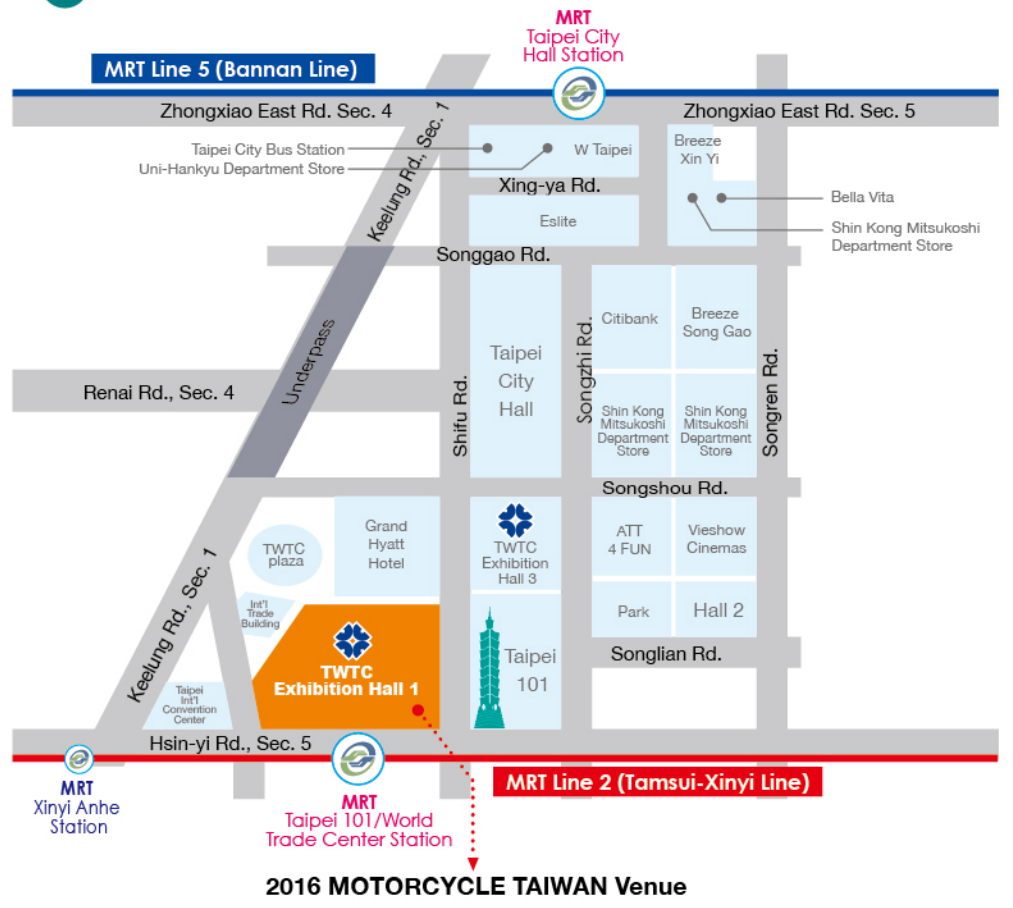 MRT
Taipei City
Hall Station
MRT Line 5 (Bannan Line)
Zhongxiao East Rd. Sec. 4
Zhongxiao East Rd. Sec. 5
Keelung Rd., Sec. 1
Taipei City Bus Station
Uni-Hankyu Department Store
W Taipei
Breeze
Xin Yi
Xing-ya Rd.
Bella Vita
Eslite
Shin Kong Mitsukoshi
Department Store
Songgao Rd.
Underpass
Taipei
City
Hall
Songzhi Rd.
Citibank
Breeze
Song Gao
Renai Rd., Sec. 4
Shifu Rd.
Shin Kong
Mitsukoshi
Department
Store
Shin Kong
Mitsukoshi
Department
Store
Songren Rd.
Songshou Rd.
Keelung Rd., Sec. 1
TWTC
plaza
Grand
Hyatt
Hotel
TWTC
Exhibition
Hall 3
ATT
4 FUN
Vieshow
Cinemas
Int'l
Trade
Building
Park
Hall 2
TWTC
Exhibition Hall 1
Taipei
101
Songlian Rd.
Taipei
Int'l
Convention
Center
Hsin-yi Rd., Sec. 5
MRT
Xinyi Anhe
Station
MRT
Taipei 101/World
Trade Center Station
MRT Line 2 (Tamsui-Xinyi Line)
2016 MOTORCYCLE TAIWAN Venue